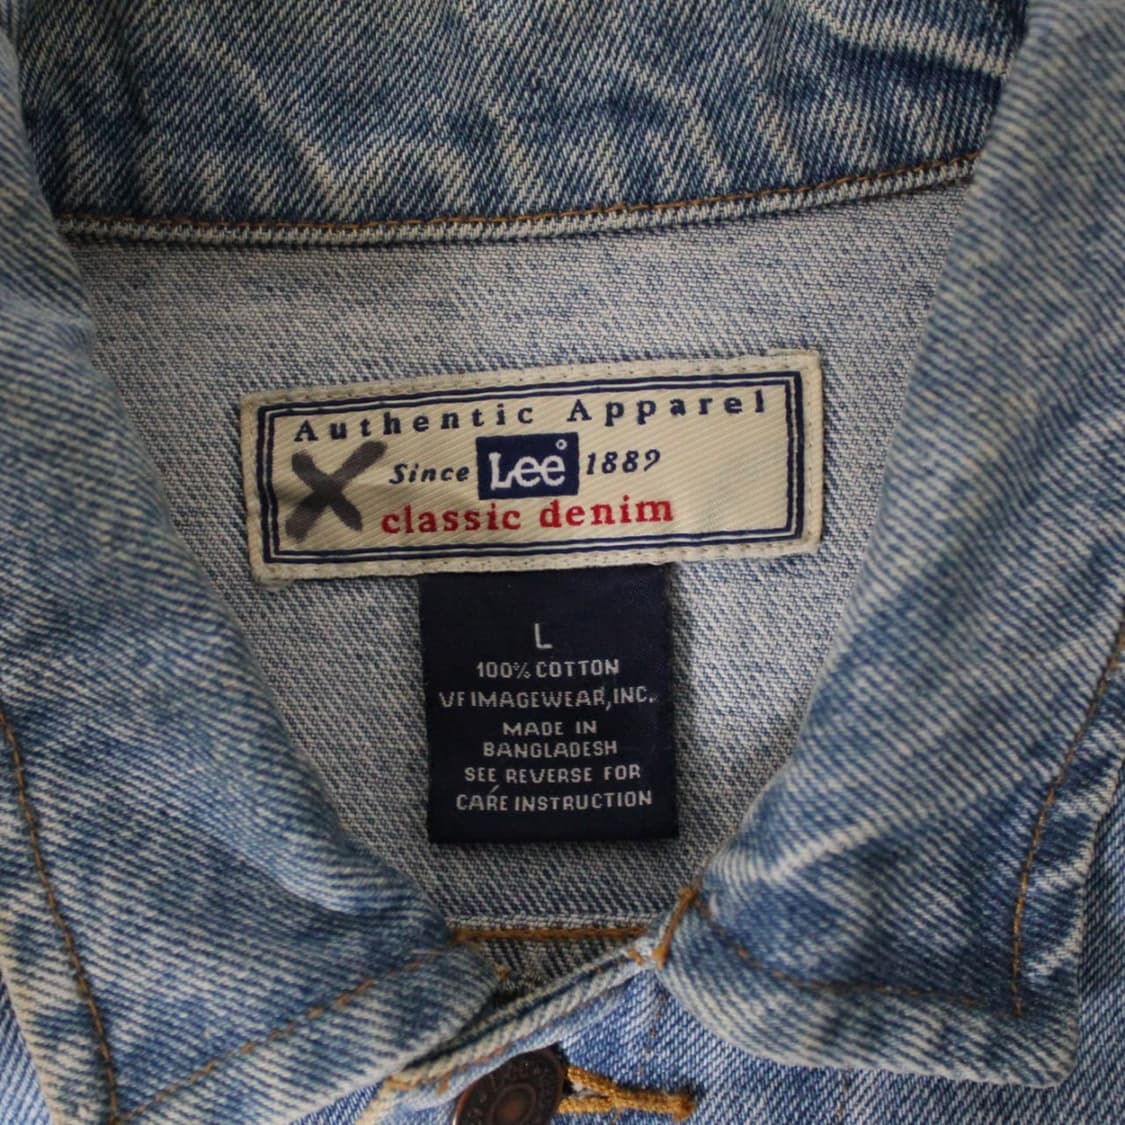 Authentic Apparel
Since Lee 1889
classic denim
L
100% COTTON
VF IMAGEWEAR, INC.
MADE IN
BANGLADESH
SEE REVERSE FOR
CARE INSTRUCTION